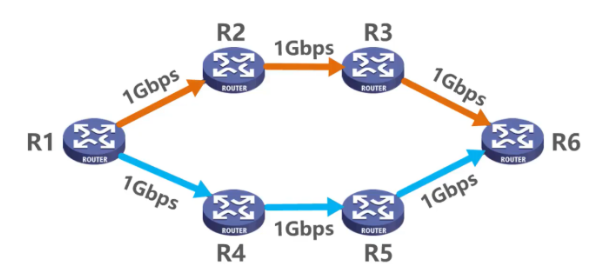 R2
R3
1Gbps
1Gbps
1Gbps
ROUTER
ROUTER
R1
ROUTER
R6
ROUTER
1Gbps
1Gbps
1Gbps
ROUTER
ROUTER
R4
R5